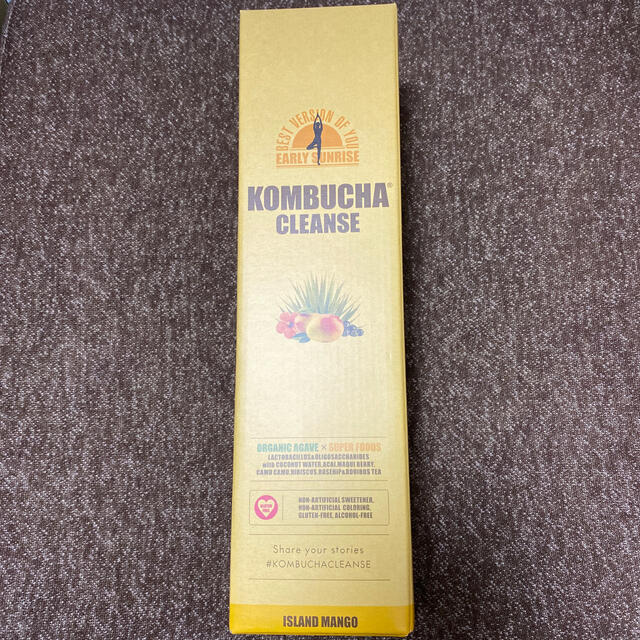 BEST VERSION OF YOU
EARLY SUNRISE
KOMBUCHA®
CLEANSE
ORGANIC AGAVE × SUPER FOODS
LACTOBACILLUS&OLIGOSACCHARIDES
with COCONUT WATER,ACAI,MAQUI BERRY,
CAMU CAMU,HIBISCUS,ROSEHIP&ROOIBOS TEA
NON-ARTIFICIAL SWEETENER,
NON-ARTIFICIAL COLORING,
GLUTEN-FREE, ALCOHOL-FREE
Share your stories
#KOMBUCHACLEANSE
ISLAND MANGO